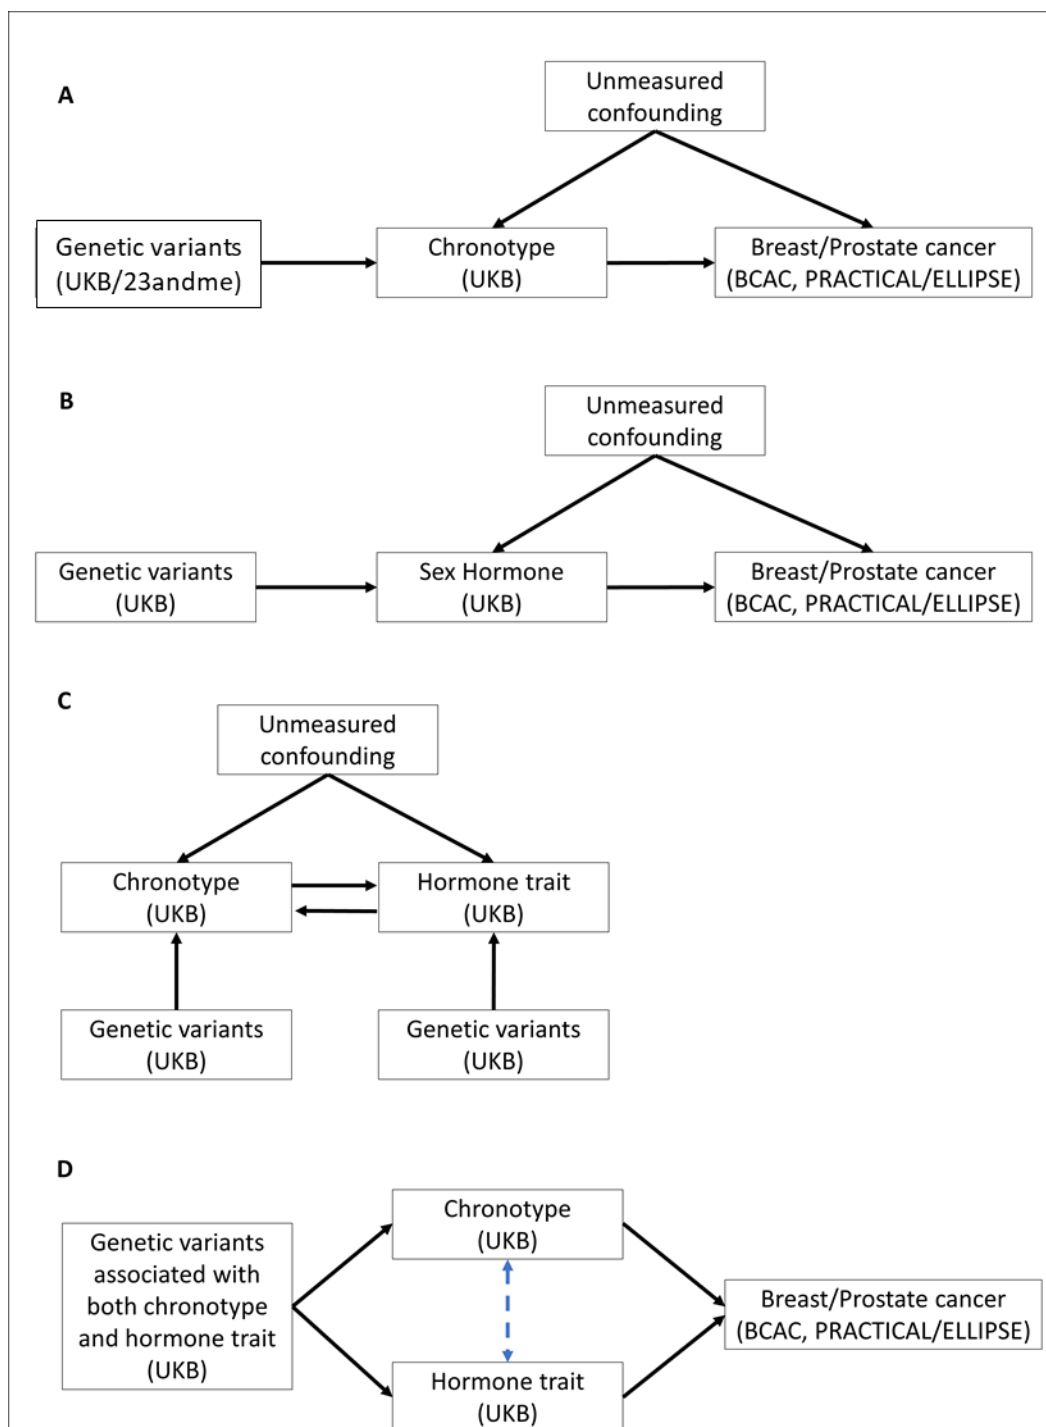 A
Unmeasured
confounding
Genetic variants
(UKB/23andme)
Chronotype
(UKB)
Breast/Prostate cancer
(BCAC, PRACTICAL/ELLIPSE)
B
Unmeasured
confounding
Genetic variants
(UKB)
Sex Hormone
(UKB)
Breast/Prostate cancer
(BCAC, PRACTICAL/ELLIPSE)
C
Unmeasured
confounding
Chronotype
(UKB)
Hormone trait
(UKB)
Genetic variants
(UKB)
Genetic variants
(UKB)
D
Genetic variants
associated with
both chronotype
and hormone trait
(UKB)
Chronotype
(UKB)
Hormone trait
(UKB)
Breast/Prostate cancer
(BCAC, PRACTICAL/ELLIPSE)